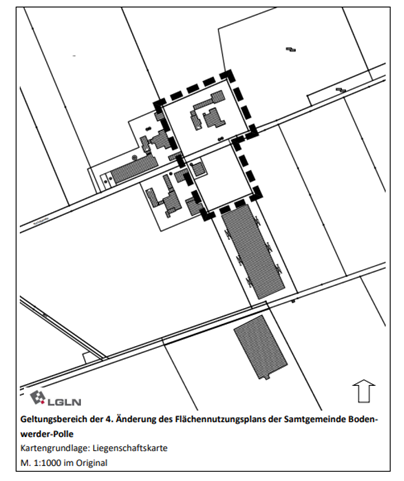 LGLN
Geltungsbereich der 4. Änderung des Flächennutzungsplans der Samtgemeinde Boden-
werder-Polle
Kartengrundlage: Liegenschaftskarte
M. 1:1000 im Original